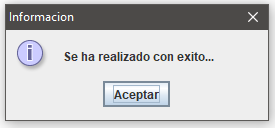 Informacion
Se ha realizado con exito...
Aceptar